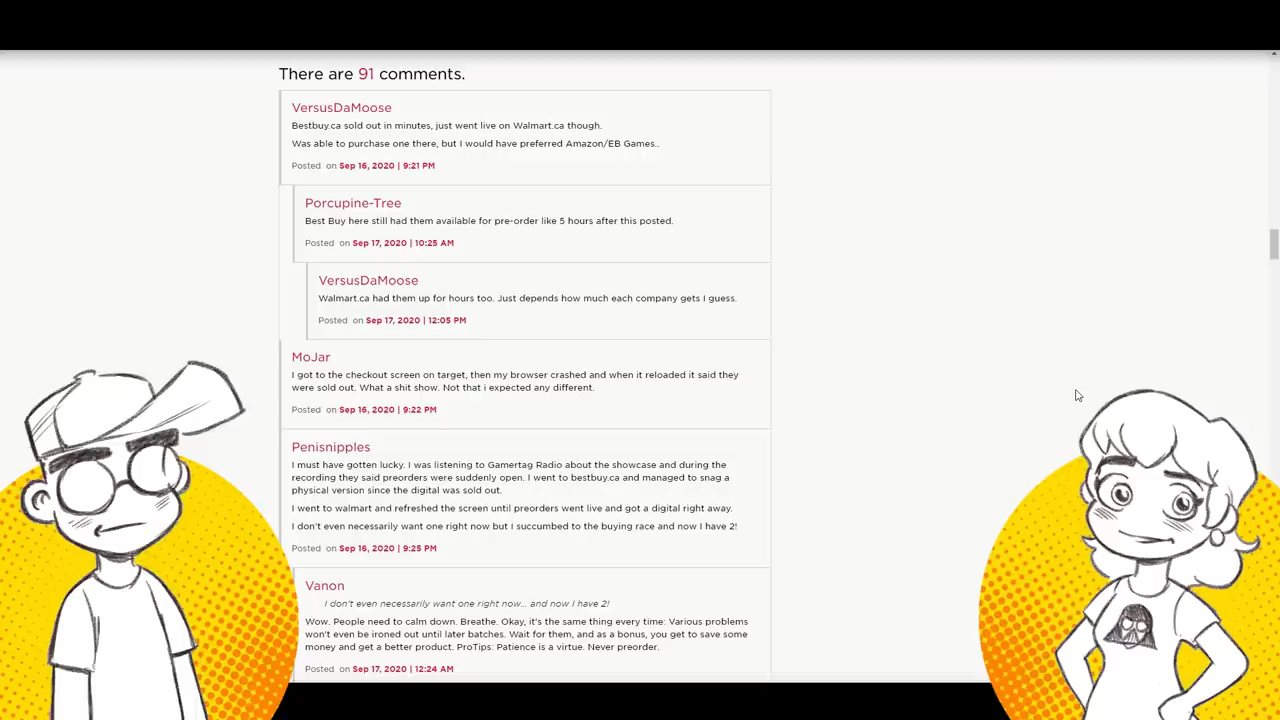 There are 91 comments.
VersusDaMoose
Bestbuy.ca sold out in minutes, just went live on Walmart.ca though.
Was able to purchase one there, but I would have preferred Amazon/EB Games..
Posted on Sep 16, 2020 | 9:21 PM
Porcupine-Tree
Best Buy here still had them available for pre-order like 5 hours after this posted.
Posted on Sep 17, 2020 | 10:25 AM
VersusDaMoose
Walmart.ca had them up for hours too. Just depends how much each company gets I guess.
Posted on Sep 17, 2020 | 12:05 PM
MoJar
I got to the checkout screen on target, then my browser crashed and when it reloaded it said they
were sold out. What a shit show. Not that i expected any different.
Posted on Sep 16, 2020 | 9:22 PM
Penisnipples
I must have gotten lucky. I was listening to Gamertag Radio about the showcase and during the
recording they said preorders were suddenly open. I went to bestbuy.ca and managed to snag a
physical version since the digital was sold out.
I went to walmart and refreshed the screen until preorders went live and got a digital right away.
I don't even necessarily want one right now but I succumbed to the buying race and now I have 2!
Posted on Sep 16, 2020 | 9:25 PM
Vanon
I don't even necessarily want one right now... and now I have 2!
Wow. People need to calm down. Breathe. Okay, it's the same thing every time: Various problems
won't even be ironed out until later batches. Wait for them, and as a bonus, you get to save some
money and get a better product. ProTips: Patience is a virtue. Never preorder.
Posted on Sep 17, 2020 | 12:24 AM